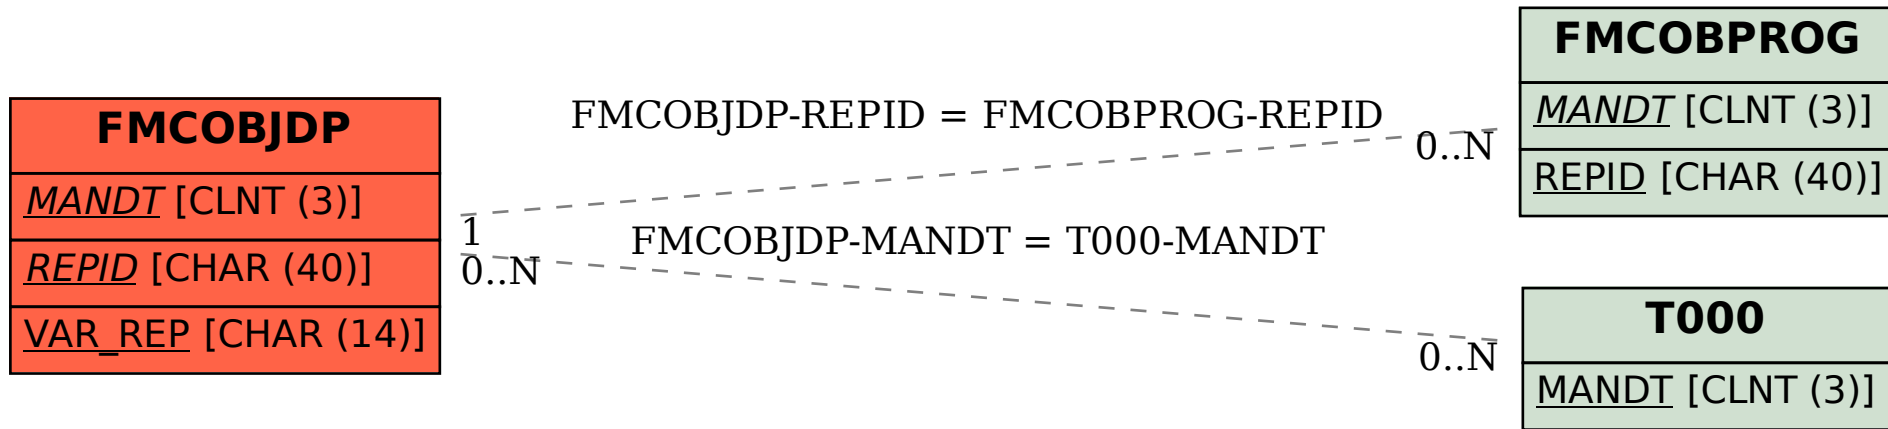 FMCOBJDP
MANDT [CLNT (3)]
REPID [CHAR (40)]
VAR_REP [CHAR (14)]
FMCOBJDP-REPID = FMCOBPROG-REPID
1
0..N
FMCOBJDP-MANDT = T000-MANDT
0..N
0..N
FMCOBPROG
MANDT [CLNT (3)]
REPID [CHAR (40)]
T000
MANDT [CLNT (3)]